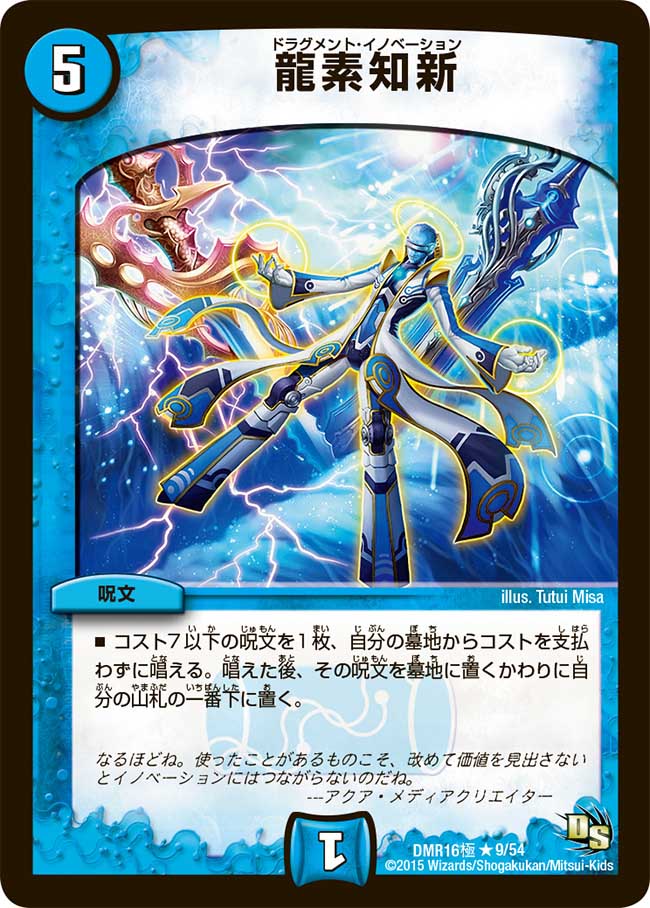 5
ドラグメント・イノベーション
龍素知新
呪文
illus. Tutui Misa
■ コスト7以下の呪文を1枚、自分の墓地からコストを支払
わずに唱える。唱えた後、その呪文を墓地に置くかわりに自
分の山札の一番下に置く。
なるほどね。使ったことがあるものこそ、改めて価値を見出さない
とイノベーションにはつながらないのだね。
---アクア・メディアクリエイター
1
DS
DMR16極 ★ 9/54
©2015 Wizards/Shogakukan/Mitsui-Kids